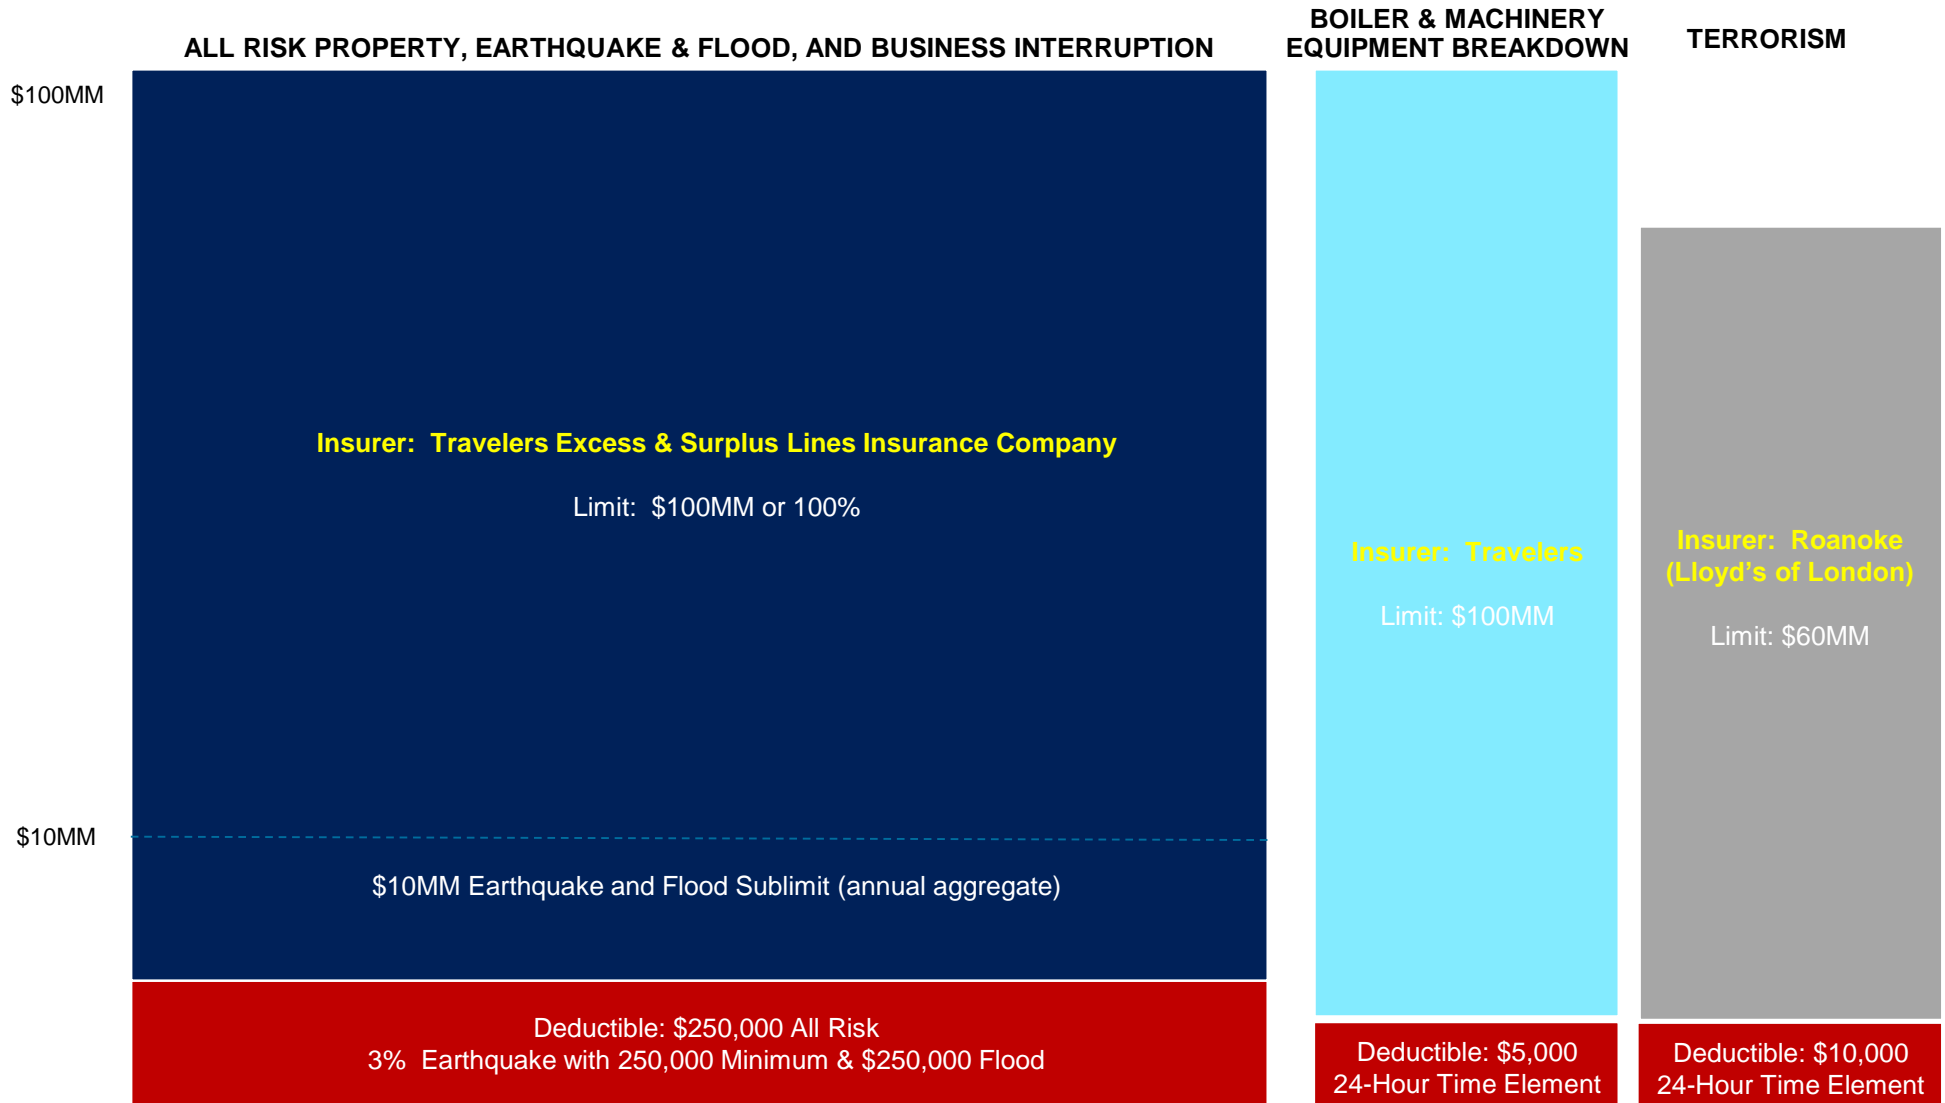 ALL RISK PROPERTY, EARTHQUAKE & FLOOD, AND BUSINESS INTERRUPTION
BOILER & MACHINERY
EQUIPMENT BREAKDOWN
TERRORISM
$100MM
Insurer:  Travelers Excess & Surplus Lines Insurance Company
Limit:  $100MM or 100%
$10MM
$10MM Earthquake and Flood Sublimit (annual aggregate)
Deductible: $250,000 All Risk
3%  Earthquake with 250,000 Minimum & $250,000 Flood
Insurer:  Travelers
Limit: $100MM
Deductible: $5,000
24-Hour Time Element
Insurer:  Roanoke
(Lloyd’s of London)
Limit: $60MM
Deductible: $10,000
24-Hour Time Element